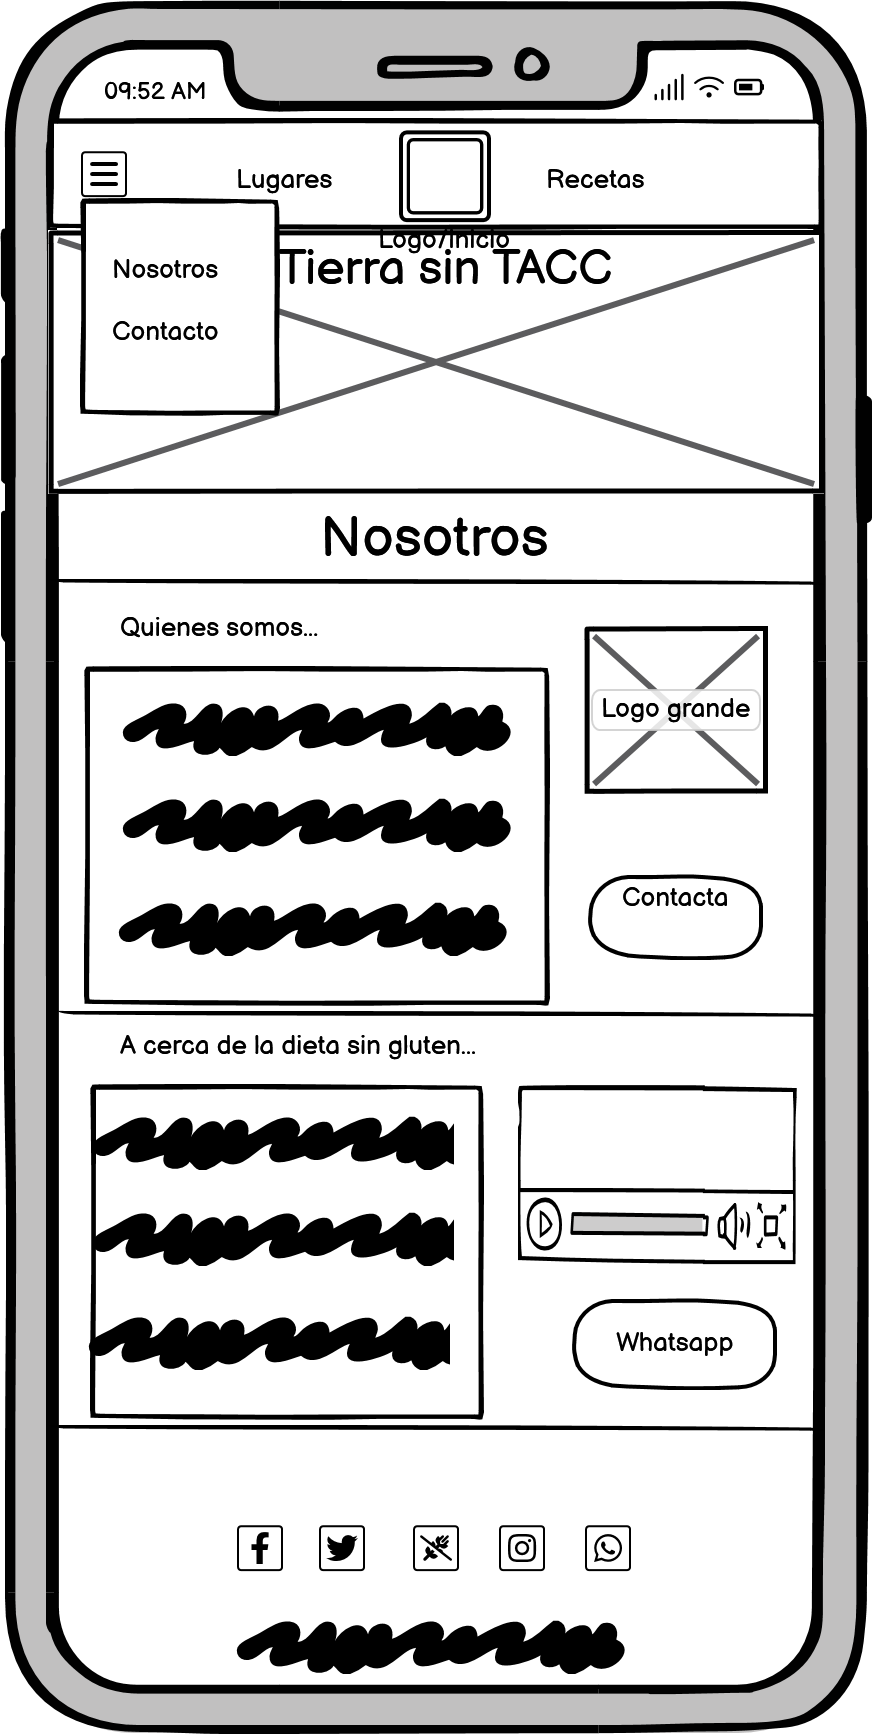 09:52 AM
Lugares
Recetas
Logo/Inicio
Tierra sin TACC
Nosotros
Contacto
Nosotros
Quienes somos...
Logo grande
Contacta
A cerca de la dieta sin gluten...
Whatsapp